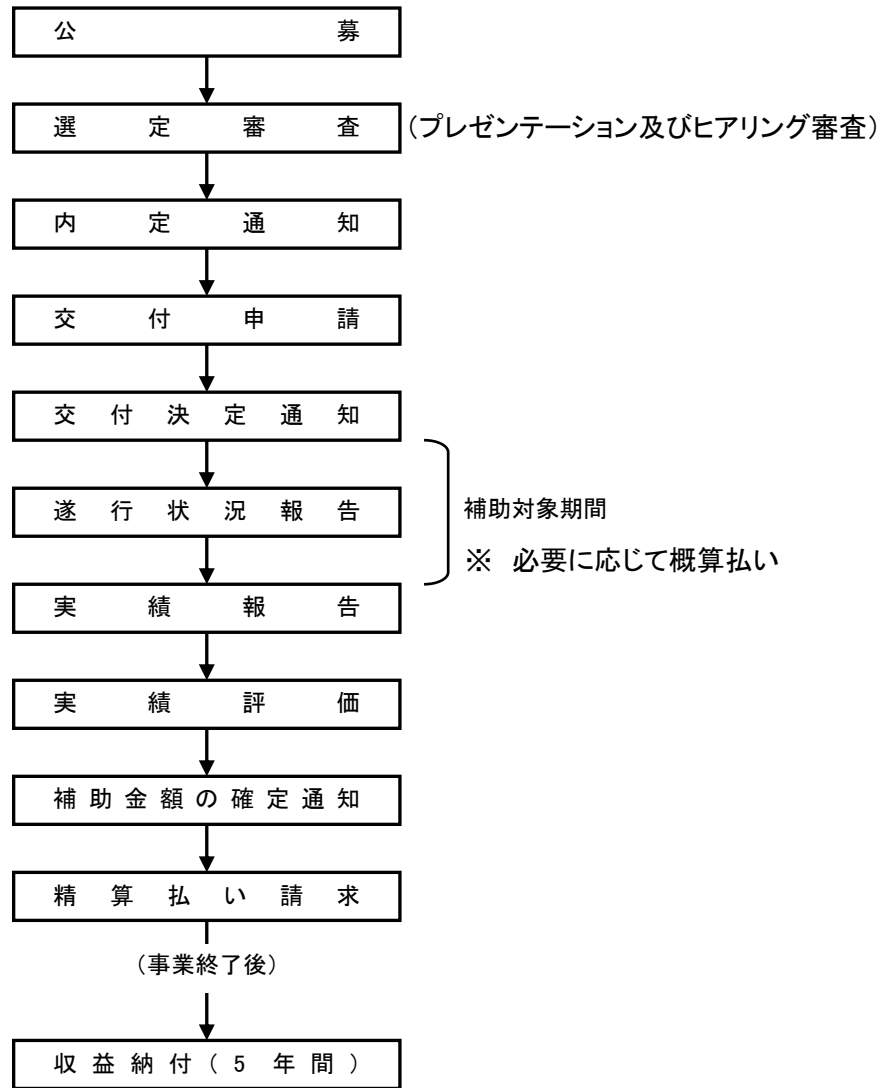 公募
選定審査
（プレゼンテーション及びヒアリング審査）
内定通知
交付申請
交付決定通知
遂行状況報告
補助対象期間
※ 必要に応じて概算払い
実績報告
実績評価
補助金額の確定通知
精算払い請求
（事業終了後）
収益納付（5年間）